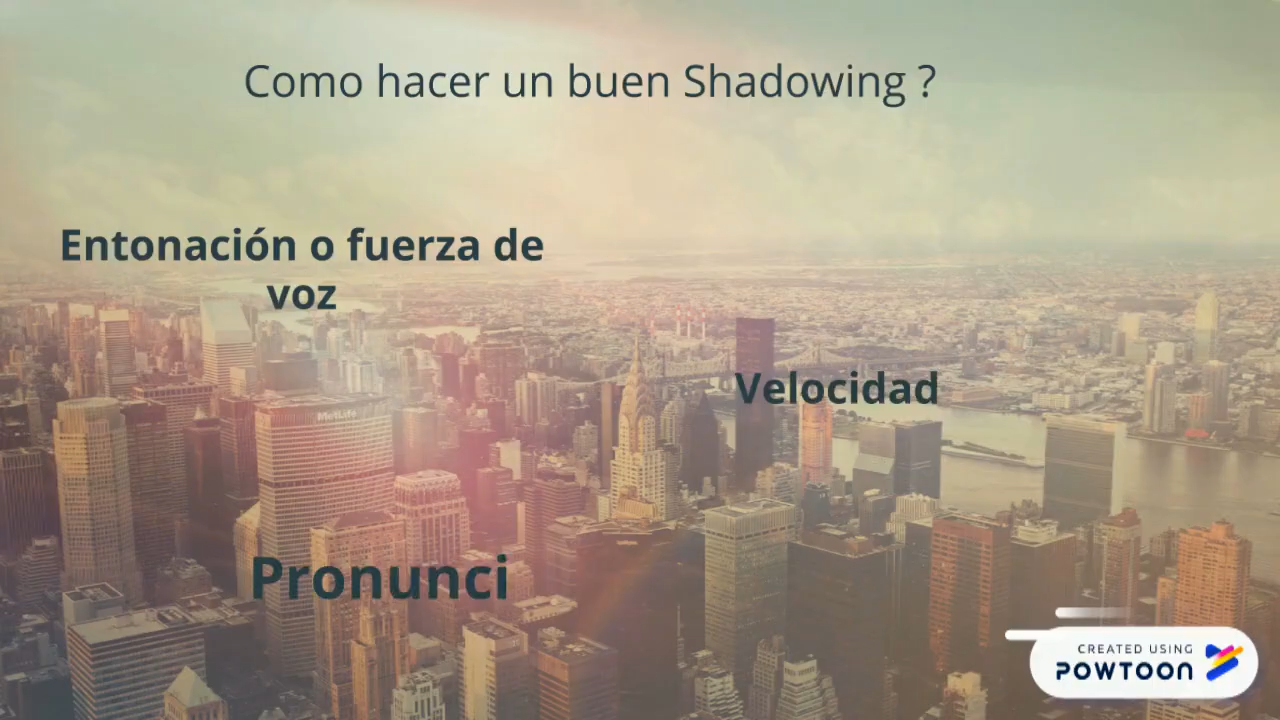 Como hacer un buen Shadowing ?
Entonación o fuerza de
voz
MetLife
Velocidad
Pronunci
CREATED USING
POWTOON